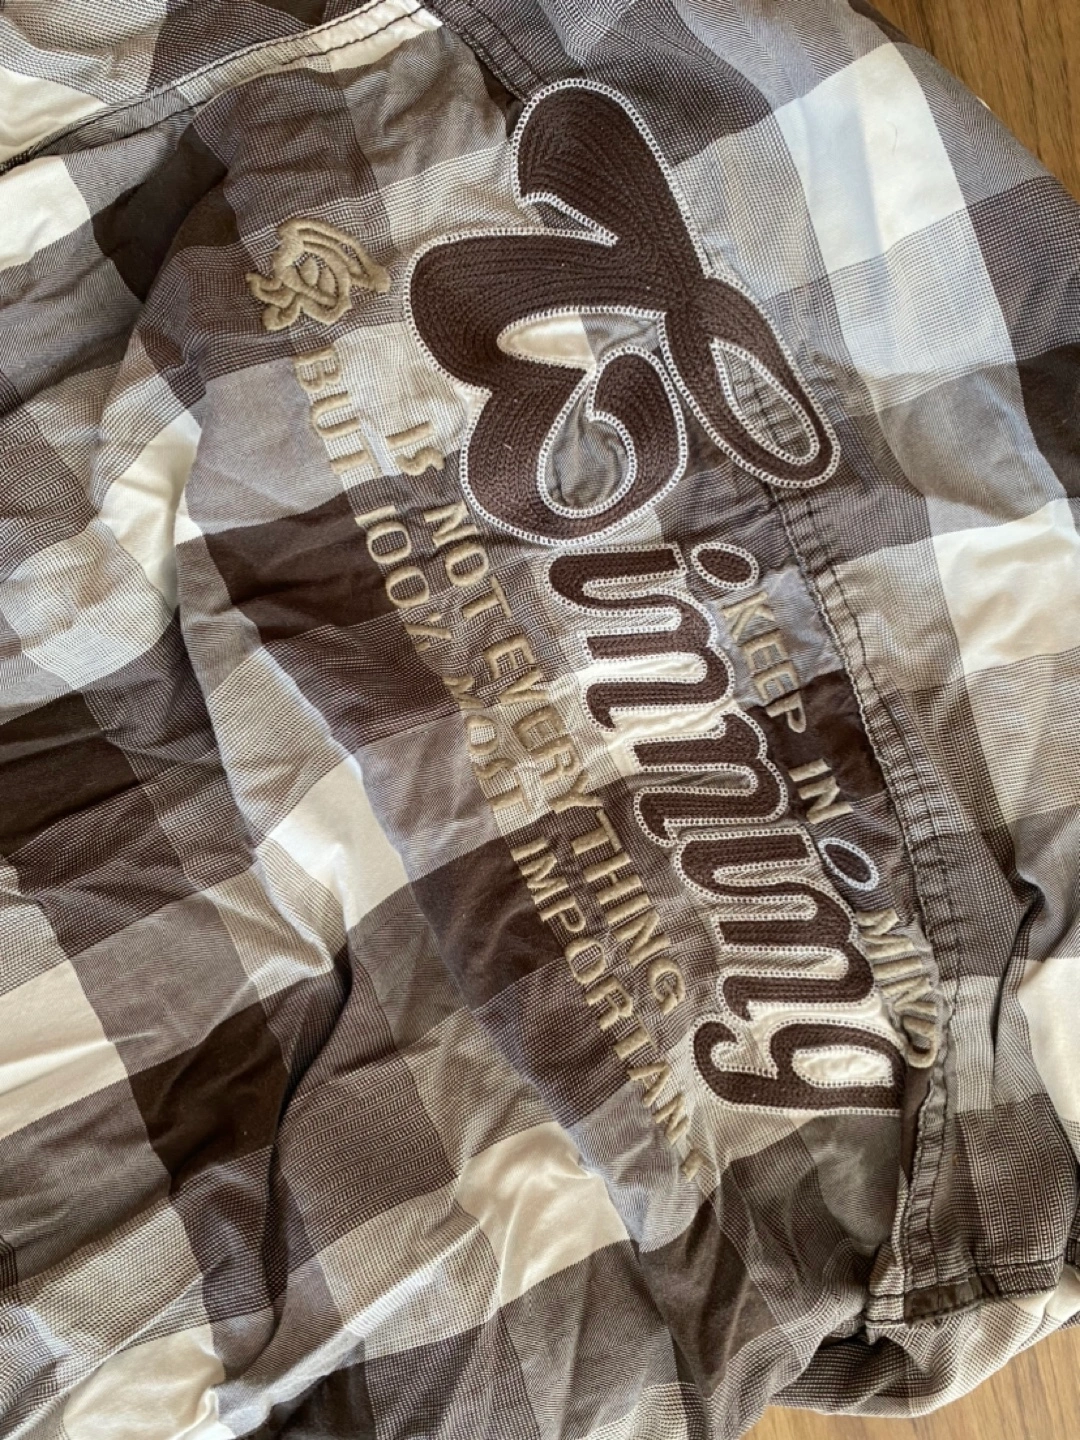 KEEP IN MIND
Winning
IS NOT EVERYTHING
BUT 100% MOST IMPORTANT